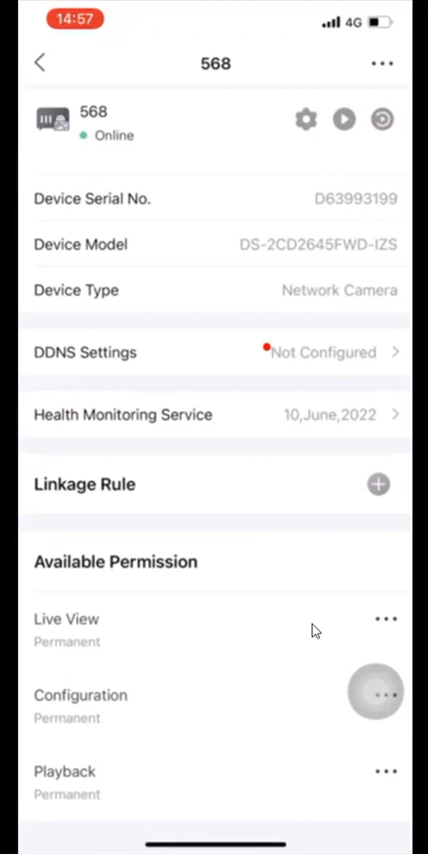 14:57
4G
568
568
Online
Device Serial No.
D63993199
Device Model
DS-2CD2645FWD-IZS
Device Type
Network Camera
DDNS Settings
Not Configured
Health Monitoring Service
10,June,2022
Linkage Rule
Available Permission
Live View
Permanent
Configuration
Permanent
Playback
Permanent